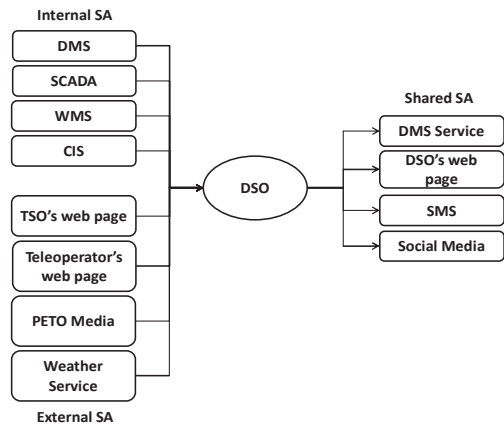 Internal SA
DMS
SCADA
WMS
CIS
TSO's web page
Teleoperator's
web page
PETO Media
Weather
Service
External SA
DSO
Shared SA
DMS Service
DSO's web
page
SMS
Social Media